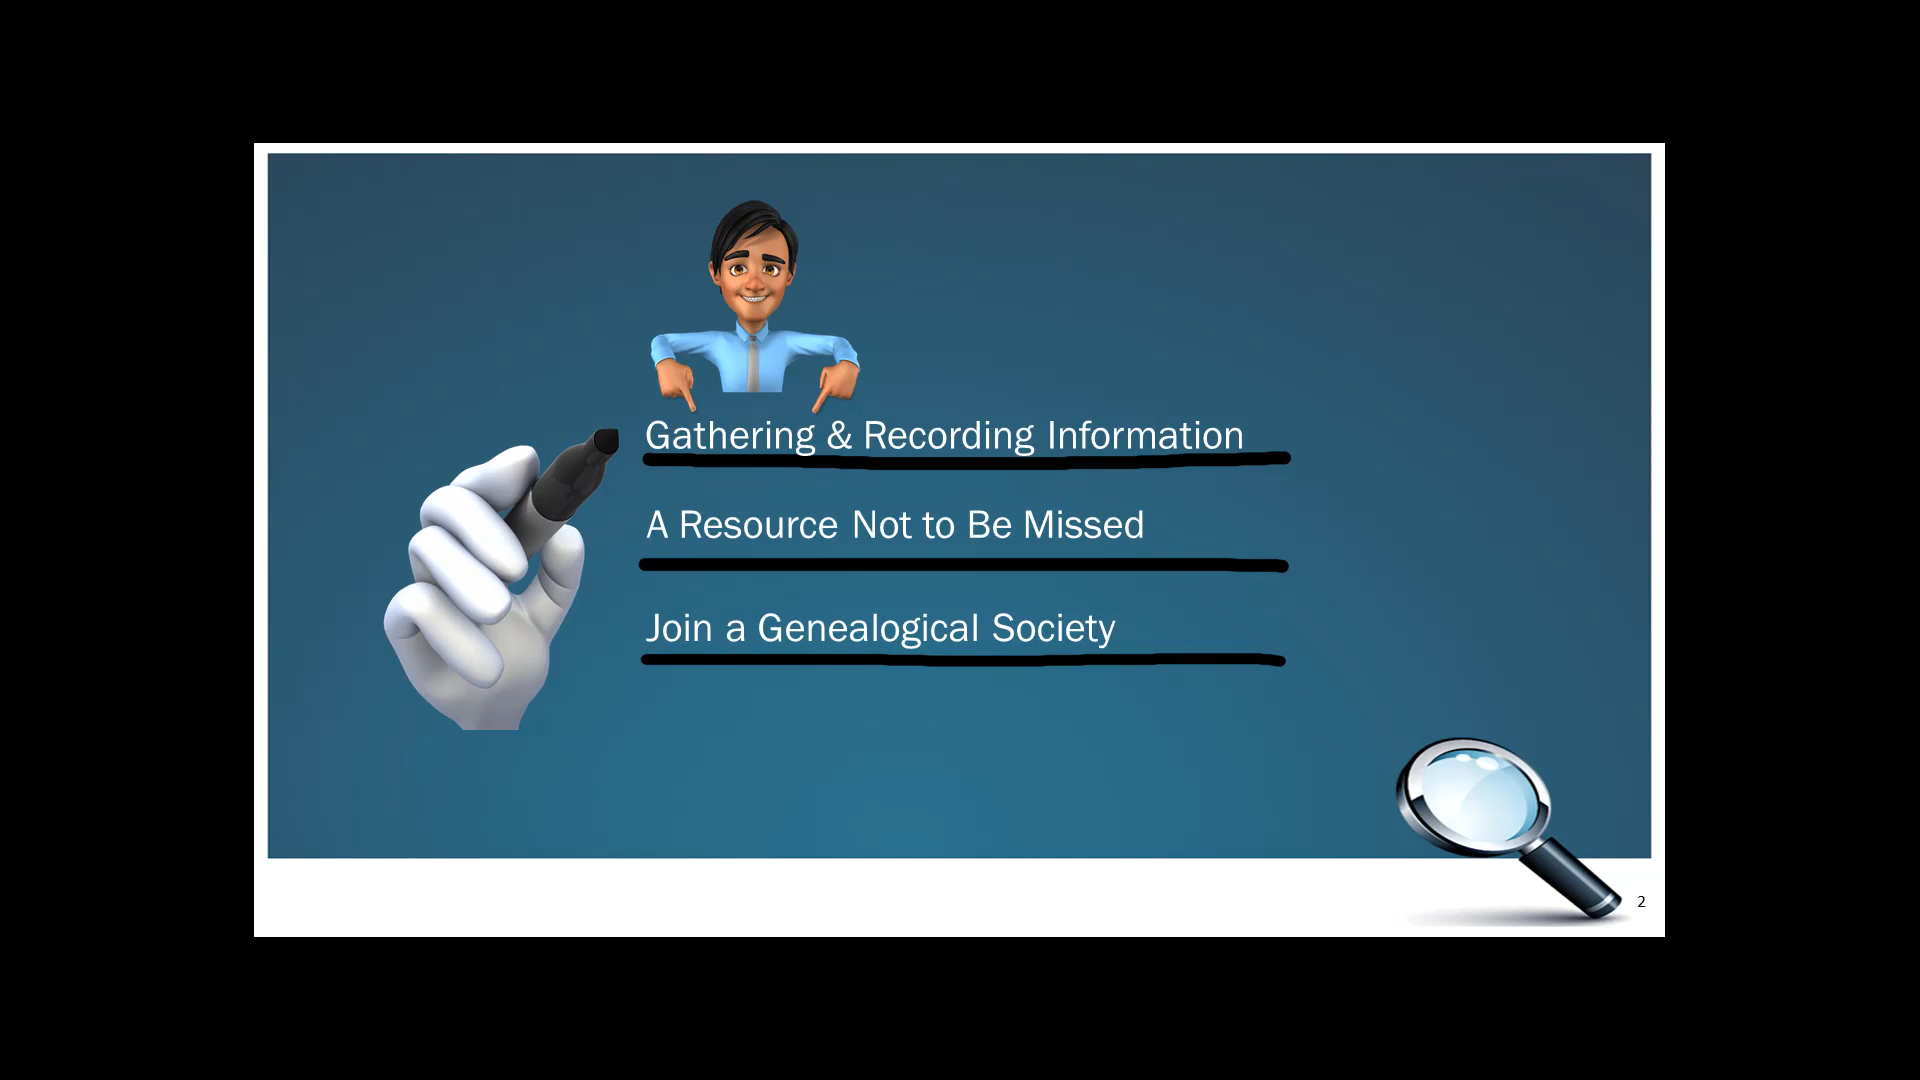 Gathering & Recording Information
A Resource Not to Be Missed
Join a Genealogical Society
2